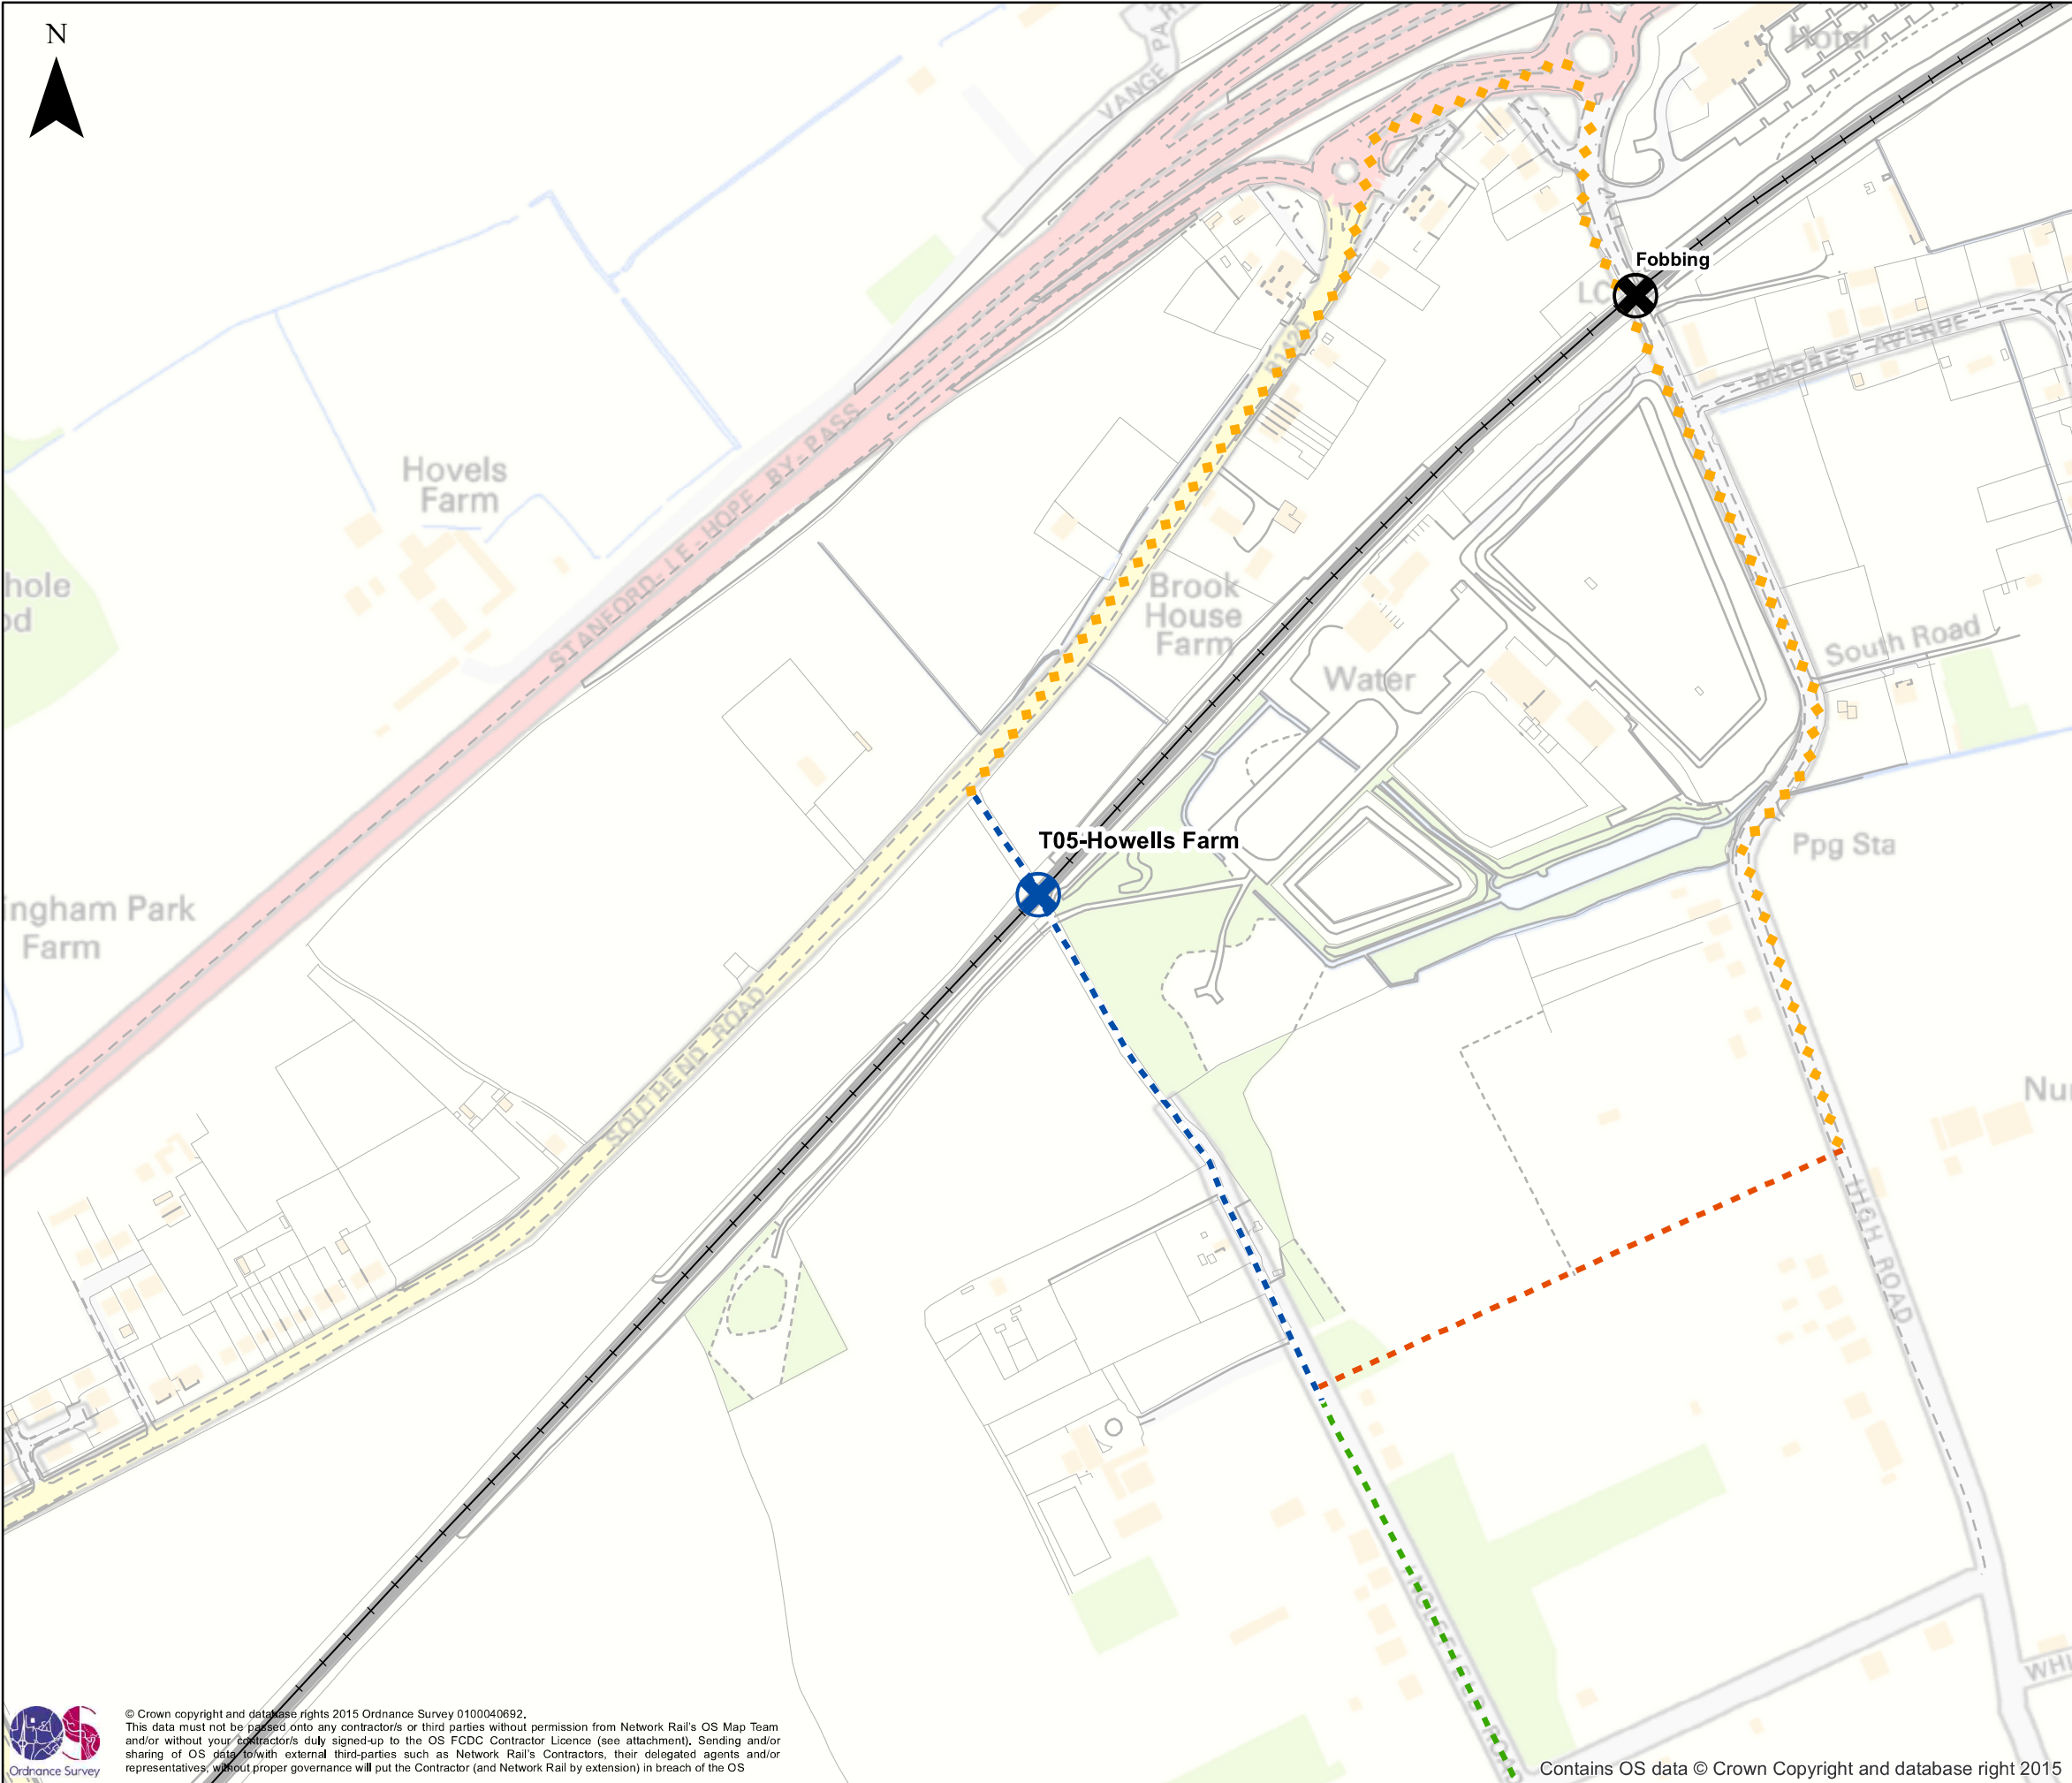 N
VANGE PAR
Hotel
Fobbing
LC
B1420
MOORES AVENUE
STANFORD-LE-HOPE BY-PASS
Hovels
Farm
hole
od
Brook
House
Farm
Water
South Road
T05-Howells Farm
Ppg Sta
ingham Park
Farm
SOUTHEND ROAD
Nur
HIGH ROAD
INGLEFIELD ROAD
WHI
Ordnance Survey
© Crown copyright and database rights 2015 Ordnance Survey 0100040692.
This data must not be passed onto any contractor/s or third parties without permission from Network Rail's OS Map Team
and/or without your contractor/s duly signed-up to the OS FCDC Contractor Licence (see attachment). Sending and/or
sharing of OS data to/with external third-parties such as Network Rail's Contractors, their delegated agents and/or
representatives, without proper governance will put the Contractor (and Network Rail by extension) in breach of the OS
Contains OS data © Crown Copyright and database right 2015